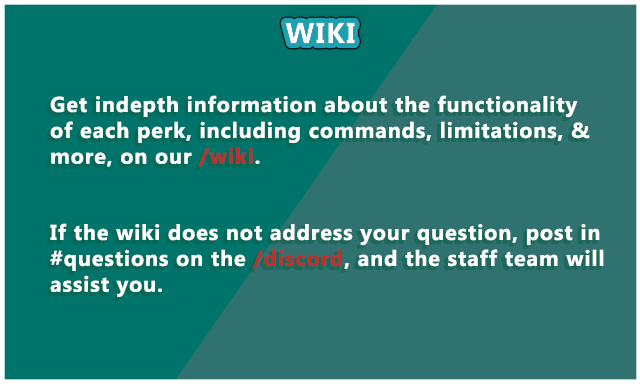 WIKI
Get indepth information about the functionality
of each perk, including commands, limitations, &
more, on our /wiki.
If the wiki does not address your question, post in
#questions on the /discord, and the staff team will
assist you.